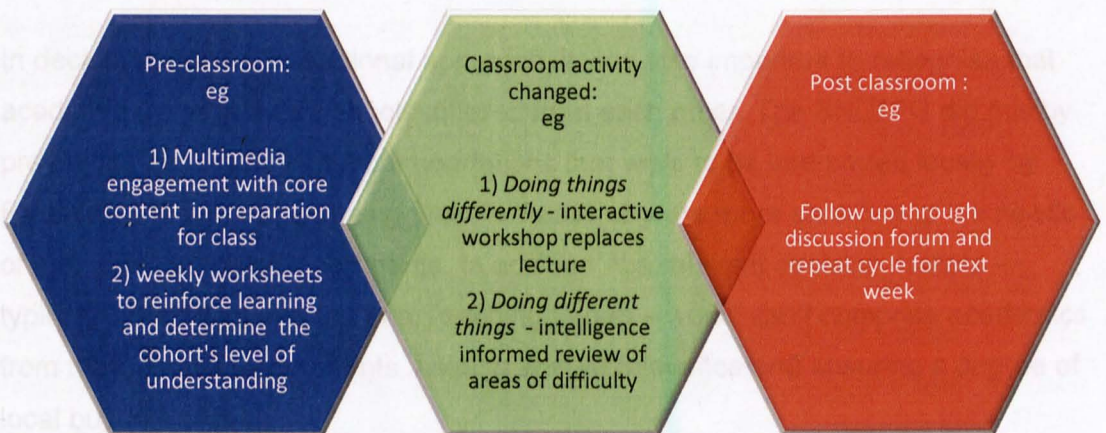 Pre-classroom:
eg
1) Multimedia
engagement with core
content in preparation
for class
2) weekly worksheets
to reinforce learning
and determine the
cohort's level of
understanding
Classroom activity
changed:
eg
1) Doing things
differently - interactive
workshop replaces
lecture
2) Doing different
things - intelligence
informed review of
areas of difficulty
Post classroom :
eg
Follow up through
discussion forum and
repeat cycle for next
week